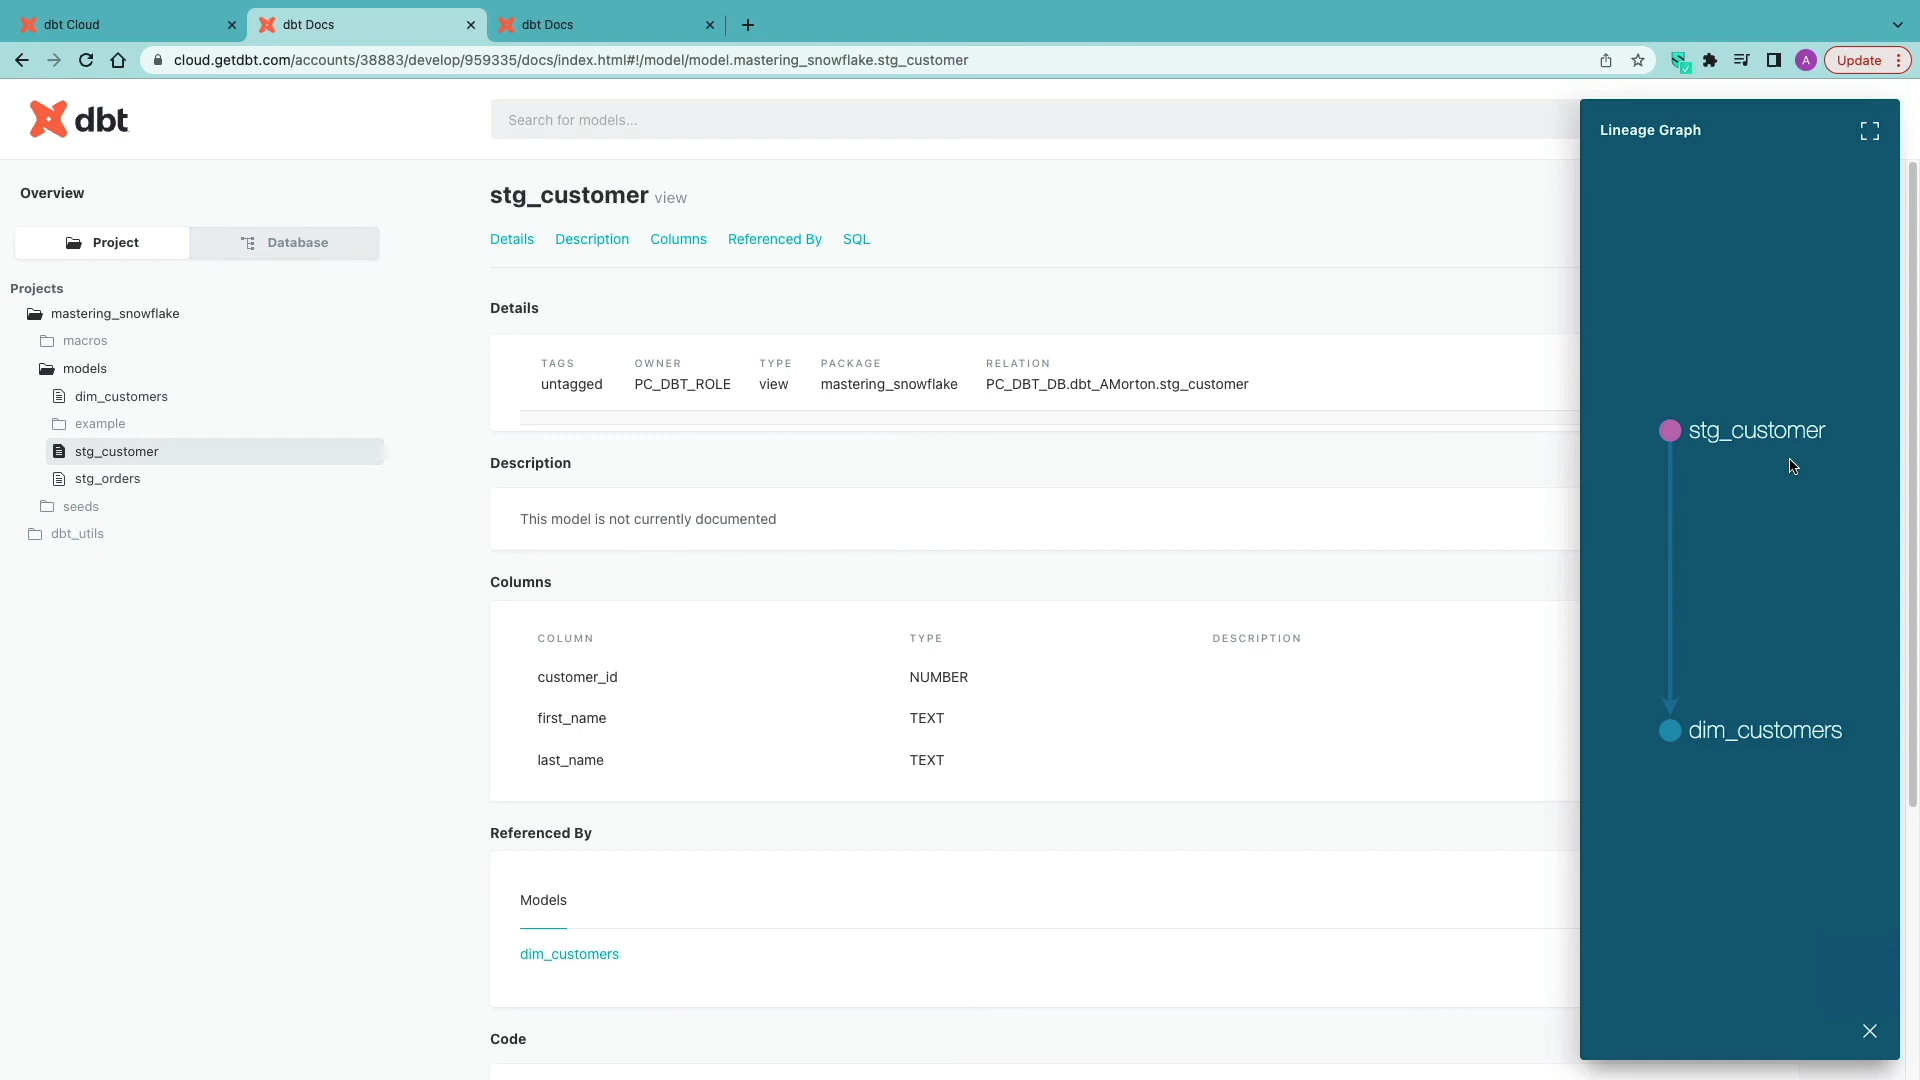 dbt Cloud
dbt Docs
dbt Docs
cloud.getdbt.com/accounts/38883/develop/959335/docs/index.html#!/model/model.mastering_snowflake.stg_customer
A
Update
dbt
Search for models...
Overview
Project
Database
Projects
mastering_snowflake
macros
models
dim_customers
example
stg_customer
stg_orders
seeds
dbt_utils
stg_customer view
Details Description Columns Referenced By SQL
Details
TAGS OWNER TYPE PACKAGE RELATION
untagged PC_DBT_ROLE view mastering_snowflake PC_DBT_DB.dbt_AMorton.stg_customer
Description
This model is not currently documented
Columns
COLUMN TYPE DESCRIPTION
customer_id NUMBER
first_name TEXT
last_name TEXT
Referenced By
Models
dim_customers
Code
Lineage Graph
stg_customer
dim_customers